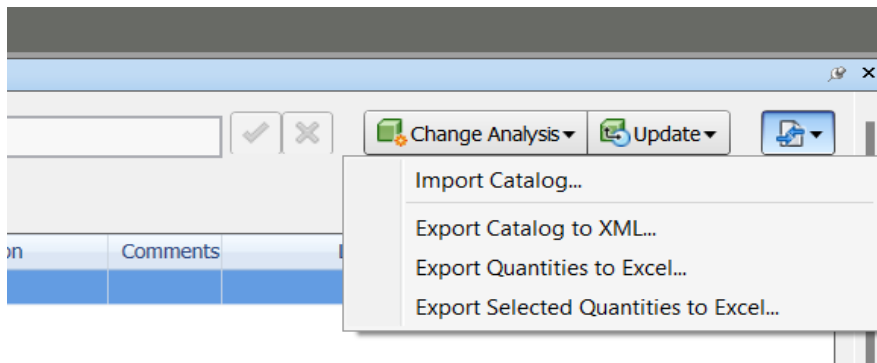 Change Analysis Update
Import Catalog...
Export Catalog to XML...
on Comments
Export Quantities to Excel...
Export Selected Quantities to Excel...